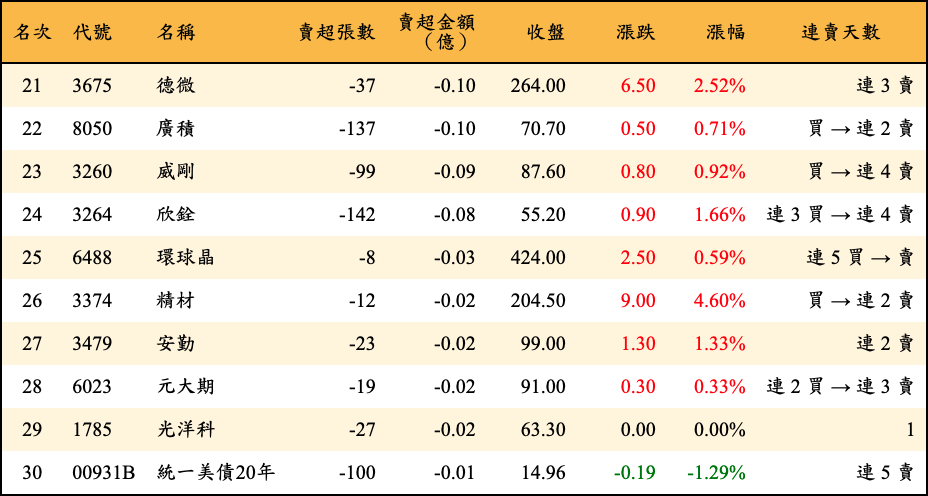 名次 代號 名稱 賣超張數 賣超金額（億） 收盤 漲跌 漲幅 連賣天數
21 3675 德微 -37 -0.10 264.00 6.50 2.52% 連 3 賣
22 8050 廣積 -137 -0.10 70.70 0.50 0.71% 買 → 連 2 賣
23 3260 威剛 -99 -0.09 87.60 0.80 0.92% 買 → 連 4 賣
24 3264 欣銓 -142 -0.08 55.20 0.90 1.66% 連 3 買 → 連 4 賣
25 6488 環球晶 -8 -0.03 424.00 2.50 0.59% 連 5 買 → 賣
26 3374 精材 -12 -0.02 204.50 9.00 4.60% 買 → 連 2 賣
27 3479 安勤 -23 -0.02 99.00 1.30 1.33% 連 2 賣
28 6023 元大期 -19 -0.02 91.00 0.30 0.33% 連 2 買 → 連 3 賣
29 1785 光洋科 -27 -0.02 63.30 0.00 0.00% 1
30 00931B 統一美債20年 -100 -0.01 14.96 -0.19 -1.29% 連 5 賣